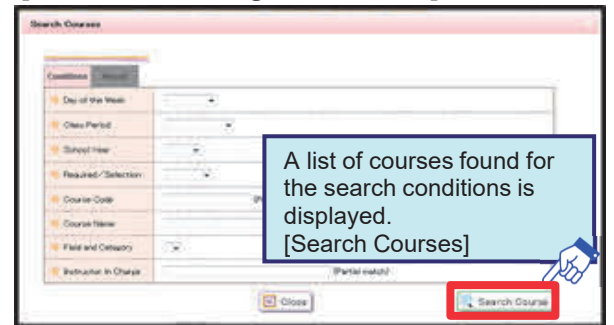 Search Courses
Conditions
Day of the Week
Class Period
School Year
Required/Selection
Course Code
Course Name
Field and Category
Instructor in Charge
(Partial match)
A list of courses found for
the search conditions is
displayed.
[Search Courses]
Close
Search Course